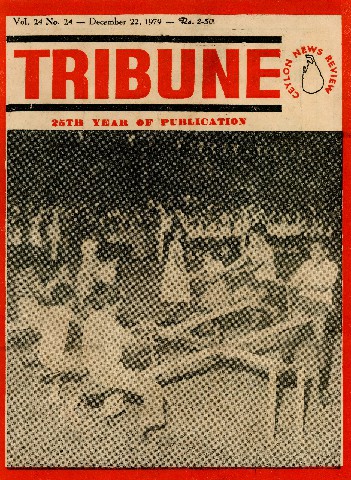 Vol. 24 No. 24 — December 22, 1979 — Rs. 2-50
TRIBUNE
CEYLON NEWS REVIEW
25TH YEAR OF PUBLICATION